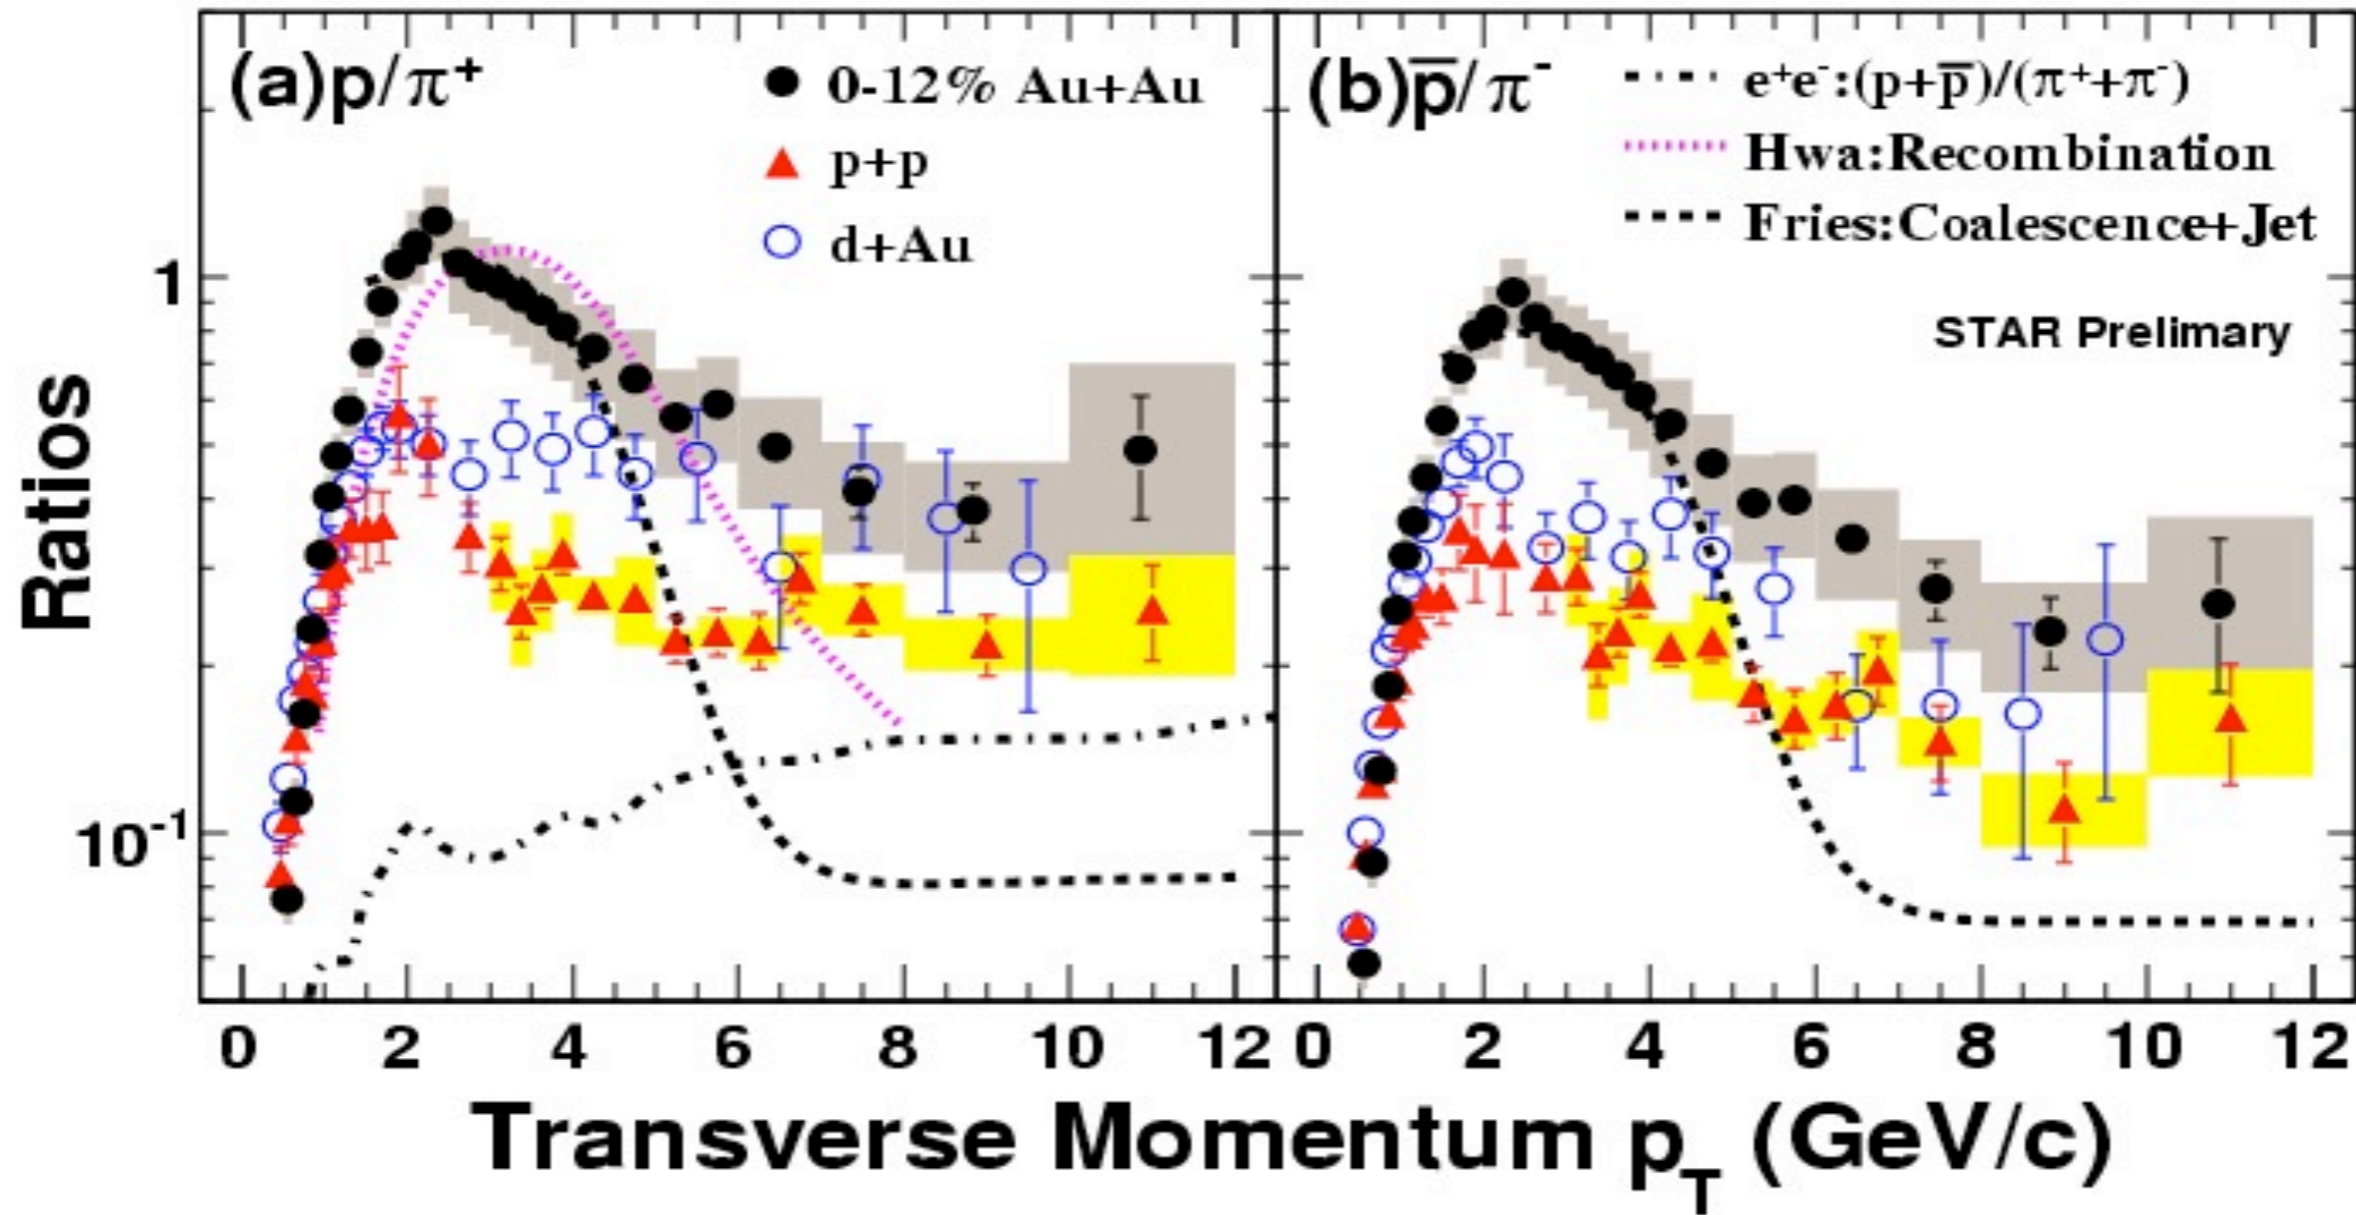 (a)p/π⁺
0-12% Au+Au
p+p
d+Au
(b)p̅/π⁻
e⁺e⁻:(p+p̅)/(π⁺+π⁻)
Hwa:Recombination
Fries:Coalescence+Jet
STAR Prelimary
Ratios
1
10⁻¹
0 2 4 6 8 10 12
0 2 4 6 8 10 12
Transverse Momentum p_T (GeV/c)